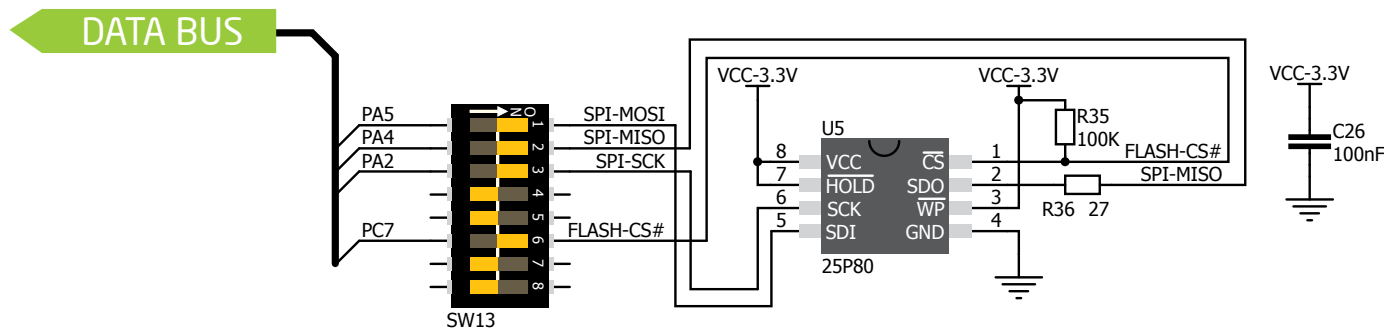 DATA BUS
PA5
PA4
PA2
PC7
O
N
1
2
3
4
5
6
7
8
SW13
SPI-MOSI
SPI-MISO
SPI-SCK
FLASH-CS#
VCC-3.3V
U5
8
7
6
5
VCC
HOLD
SCK
SDI
CS
SDO
WP
GND
1
2
3
4
25P80
VCC-3.3V
R35
100K
FLASH-CS#
SPI-MISO
R36 27
VCC-3.3V
C26
100nF